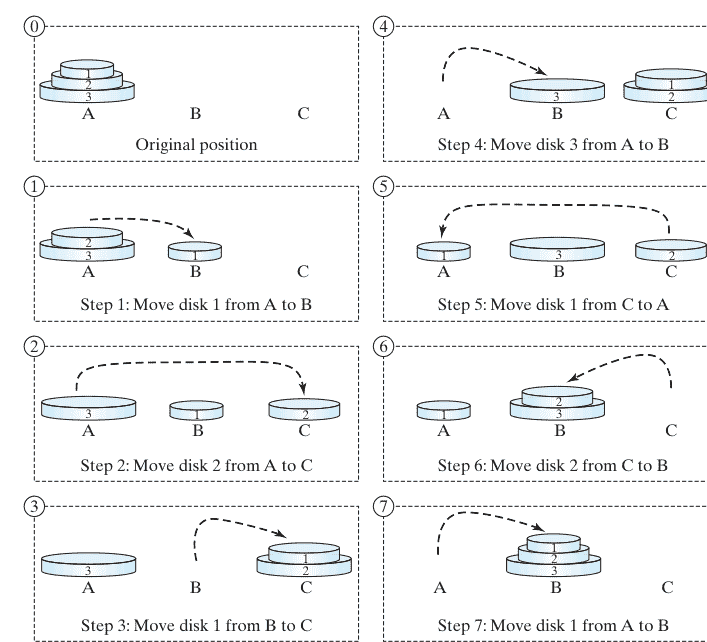 0
1
2
3
A
B
C
Original position
1
2
3
1
A
B
C
Step 1: Move disk 1 from A to B
2
3
1
2
A
B
C
Step 2: Move disk 2 from A to C
3
3
1
2
A
B
C
Step 3: Move disk 1 from B to C
4
3
1
2
A
B
C
Step 4: Move disk 3 from A to B
5
1
3
2
A
B
C
Step 5: Move disk 1 from C to A
6
1
2
3
A
B
C
Step 6: Move disk 2 from C to B
7
1
2
3
A
B
C
Step 7: Move disk 1 from A to B